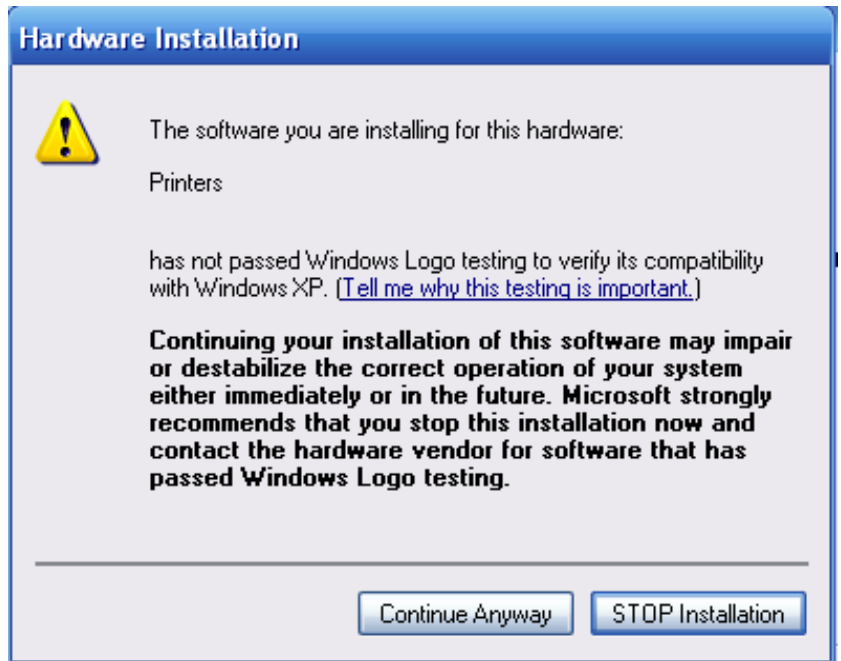 Hardware Installation
The software you are installing for this hardware:
Printers
has not passed Windows Logo testing to verify its compatibility
with Windows XP. (Tell me why this testing is important.)
Continuing your installation of this software may impair
or destabilize the correct operation of your system
either immediately or in the future. Microsoft strongly
recommends that you stop this installation now and
contact the hardware vendor for software that has
passed Windows Logo testing.
Continue Anyway
STOP Installation